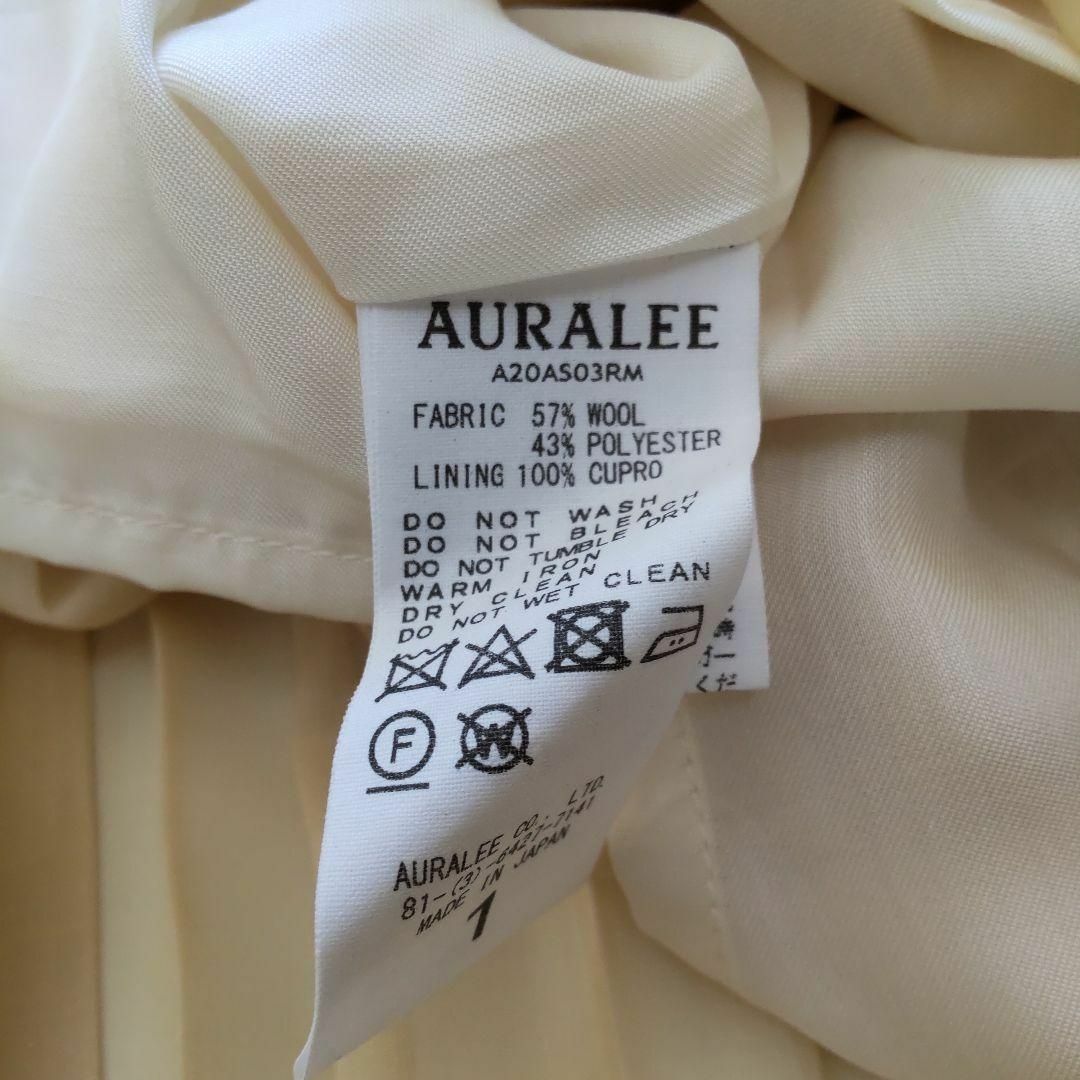 AURALEE
A20AS03RM
FABRIC 57% WOOL
43% POLYESTER
LINING 100% CUPRO
DO NOT WASH
DO NOT BLEACH
DO NOT TUMBLE DRY
WARM IRON
DRY CLEAN
DO NOT WET CLEAN
F
W
AURALEE CO., LTD.
81-(3)-6427-7141
MADE IN JAPAN
1
くだ